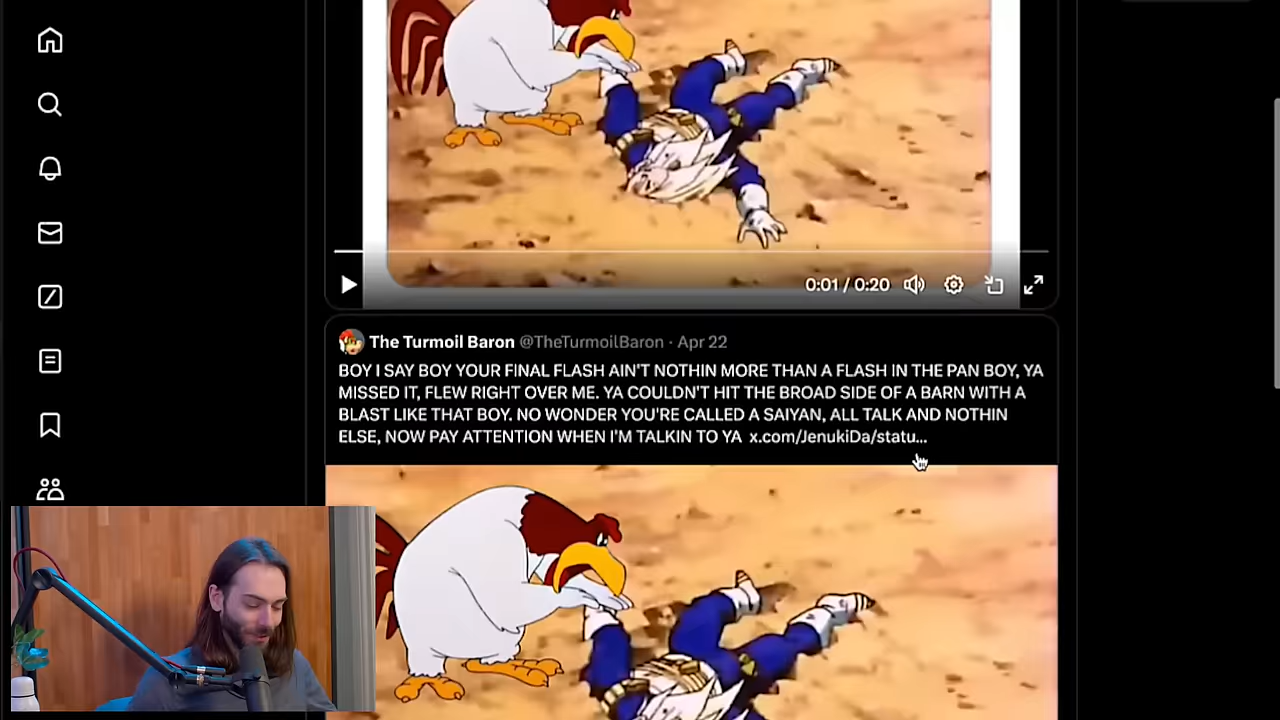 0:01 / 0:20
The Turmoil Baron @TheTurmoilBaron · Apr 22
BOY I SAY BOY YOUR FINAL FLASH AIN'T NOTHIN MORE THAN A FLASH IN THE PAN BOY, YA
MISSED IT, FLEW RIGHT OVER ME. YA COULDN'T HIT THE BROAD SIDE OF A BARN WITH A
BLAST LIKE THAT BOY. NO WONDER YOU'RE CALLED A SAIYAN, ALL TALK AND NOTHIN
ELSE, NOW PAY ATTENTION WHEN I'M TALKIN TO YA x.com/JenukiDa/statu...